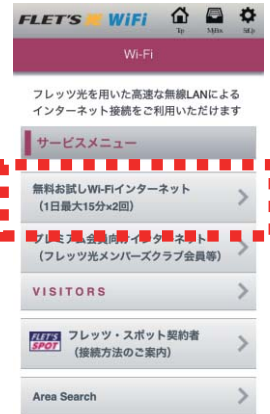 FLET'S WiFi
Top
MyBox
SetUp
Wi-Fi
フレッツ光を用いた高速な無線LANによる
インターネット接続をご利用いただけます
サービスメニュー
無料お試しWi-Fiインターネット
(1日最大15分×2回)
プレミアム会員向けインターネット
(フレッツ光メンバーズクラブ会員等)
VISITORS
FLET'S SPOT
フレッツ・スポット契約者
(接続方法のご案内)
Area Search